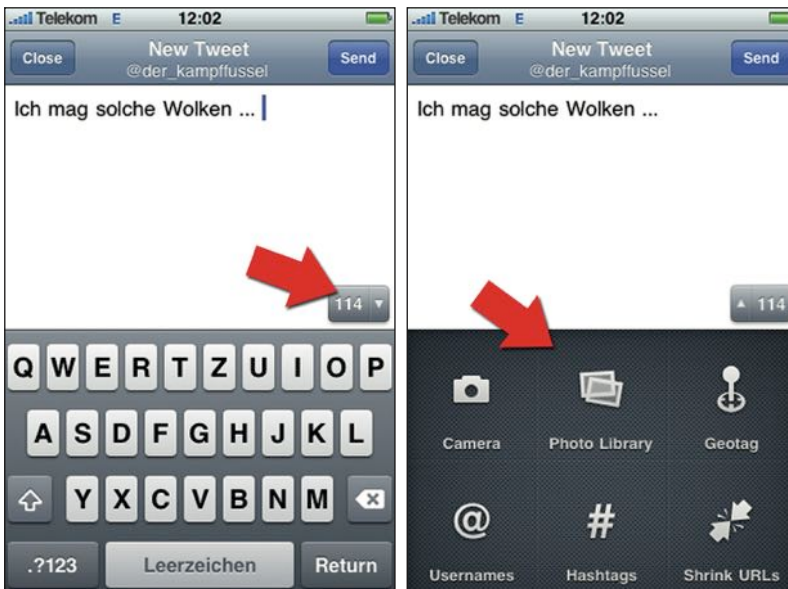 Telekom E 12:02
Close New Tweet Send
@der_kampffussel
Ich mag solche Wolken ...
114
Q W E R T Z U I O P
A S D F G H J K L
Y X C V B N M
.?123 Leerzeichen Return
Telekom E 12:02
Close New Tweet Send
@der_kampffussel
Ich mag solche Wolken ...
114
Camera Photo Library Geotag
@ #
Usernames Hashtags Shrink URLs